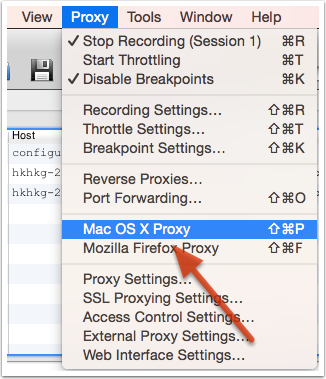 View Proxy Tools Window Help
✓ Stop Recording (Session 1) ⌘R
Start Throttling ⌘T
✓ Disable Breakpoints ⌘K
Host
Recording Settings... ⇧⌘R
configu
Throttle Settings... ⇧⌘T
hkhkg-2
Breakpoint Settings... ⇧⌘K
hkhkg-
Reverse Proxies...
Port Forwarding... ⇧⌘O
Mac OS X Proxy ⇧⌘P
Mozilla Firefox Proxy ⇧⌘F
Proxy Settings...
SSL Proxying Settings...
Access Control Settings...
External Proxy Settings...
Web Interface Settings...